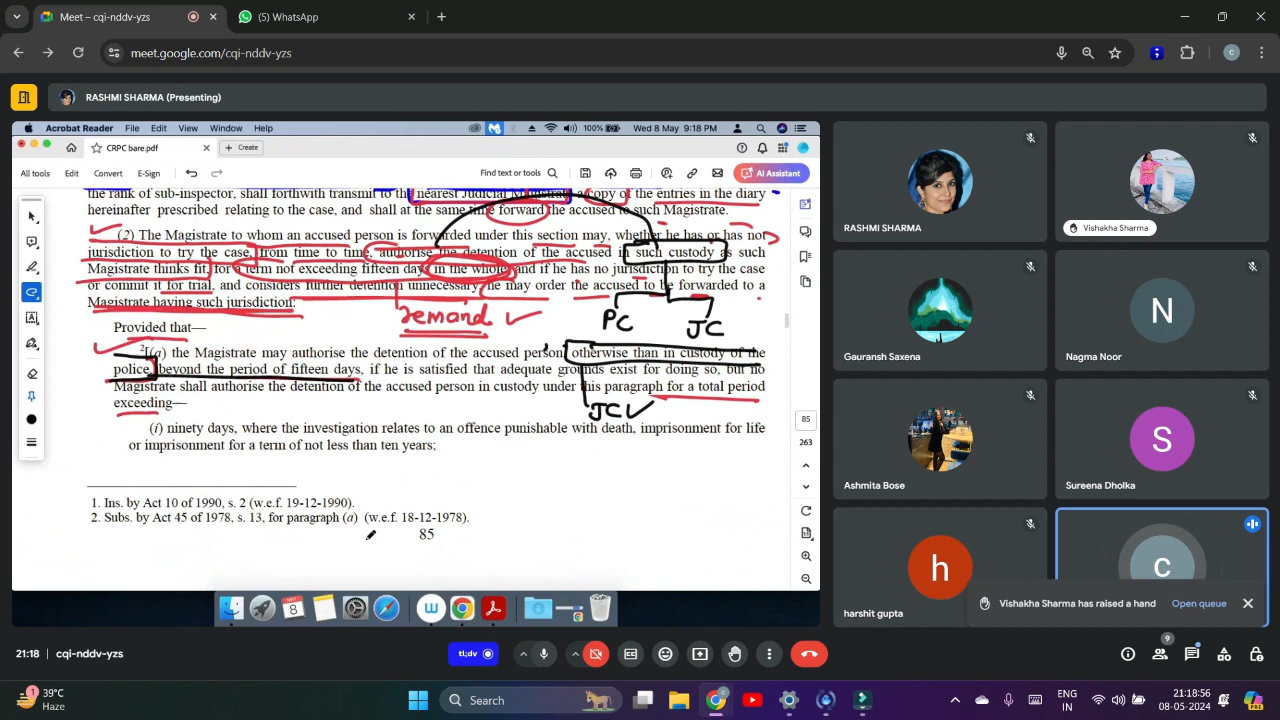 Meet – cqi-nddv-yzs
(5) WhatsApp
meet.google.com/cqi-nddv-yzs
c
RASHMI SHARMA (Presenting)
Acrobat Reader File Edit View Window Help
100% Wed 8 May 9:18 PM
CRPC bare.pdf
+ Create
All tools Edit Convert E-Sign
Find text or tools
AI Assistant
the rank of sub-inspector, shall forthwith transmit to the nearest Judicial a copy of the entries in the diary
hereinafter prescribed relating to the case, and shall at the same time forward the accused to such Magistrate.
(2) The Magistrate to whom an accused person is forwarded under this section may, whether he has or has not
jurisdiction to try the case, from time to time, authorise the detention of the accused in such custody as such
Magistrate thinks fit, for a term not exceeding fifteen days in the whole; and if he has no jurisdiction to try the case
or commit it for trial, and considers further detention unnecessary, he may order the accused to be forwarded to a
Magistrate having such jurisdiction:
remand
PC
JC
Provided that—
2[(a) the Magistrate may authorise the detention of the accused person, otherwise than in custody of the
police, beyond the period of fifteen days, if he is satisfied that adequate grounds exist for doing so, but no
Magistrate shall authorise the detention of the accused person in custody under this paragraph for a total period
exceeding—
JC
(i) ninety days, where the investigation relates to an offence punishable with death, imprisonment for life
or imprisonment for a term of not less than ten years;
1. Ins. by Act 10 of 1990, s. 2 (w.e.f. 19-12-1990).
2. Subs. by Act 45 of 1978, s. 13, for paragraph (a) (w.e.f. 18-12-1978).
85
85
263
MAY
8
W
RASHMI SHARMA
Vishakha Sharma
Vishakha Sharma
Gauransh Saxena
N
Nagma Noor
Ashmita Bose
S
Sureena Dholka
h
harshit gupta
c
Vishakha Sharma has raised a hand
Open queue
21:18
cqi-nddv-yzs
tl;dv
9
1
39°C
Haze
Search
ENG
IN
21:18:56
08-05-2024